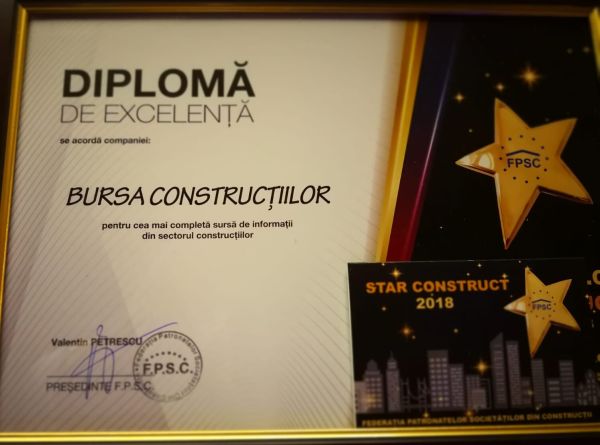 DIPLOMĂ
DE EXCELENȚĂ
se acordă companiei:
BURSA CONSTRUCȚIILOR
pentru cea mai completă sursă de informații
din sectorul construcțiilor
Valentin PETRESCU
PREȘEDINTE F.P.S.C.
F.P.S.C.
FPSC
STAR CONSTRUCT
2018
FPSC
FEDERAȚIA PATRONATELOR SOCIETĂȚILOR DIN CONSTRUCȚII